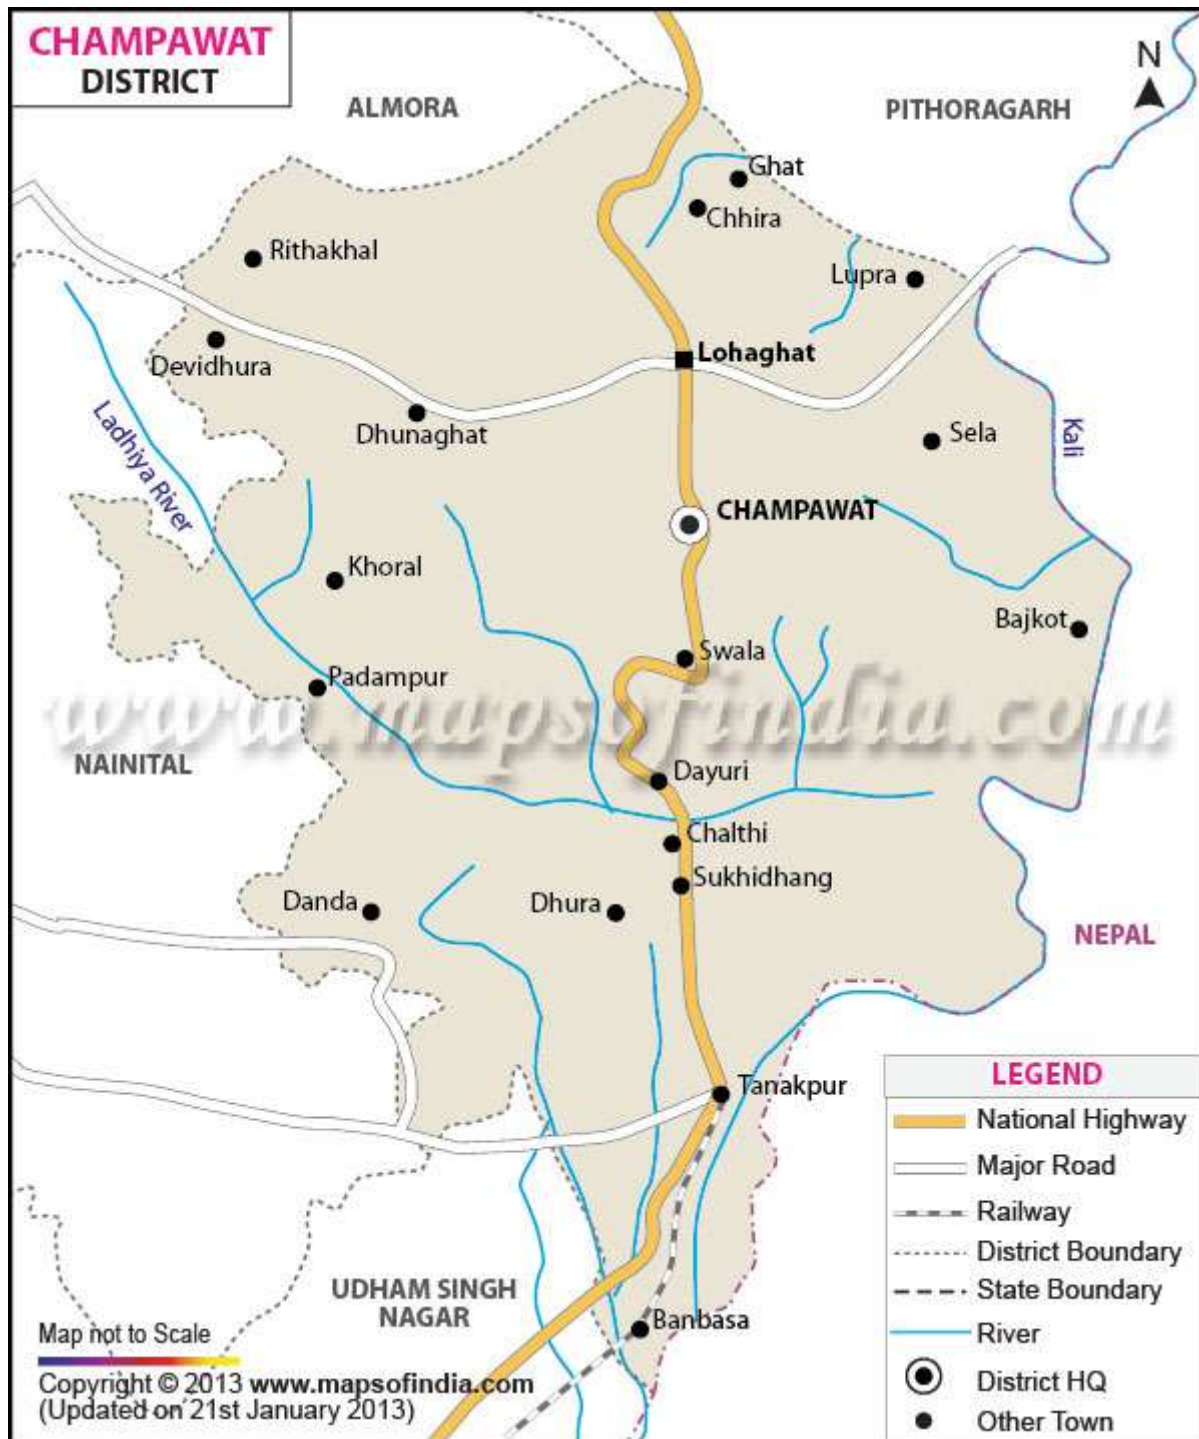 CHAMPAWAT
DISTRICT
N
ALMORA
PITHORAGARH
Ghat
Chhira
Rithakhal
Lupra
Devidhura
Lohaghat
Dhunaghat
Sela
Kali
Ladhiya River
CHAMPAWAT
Khoral
Bajkot
Swala
Padampur
www.mapsofindia.com
NAINITAL
Dayuri
Chalthi
Sukhidhang
Danda
Dhura
NEPAL
Tanakpur
UDHAM SINGH
NAGAR
Banbasa
LEGEND
National Highway
Major Road
Railway
District Boundary
State Boundary
River
District HQ
Other Town
Map not to Scale
Copyright © 2013 www.mapsofindia.com
(Updated on 21st January 2013)